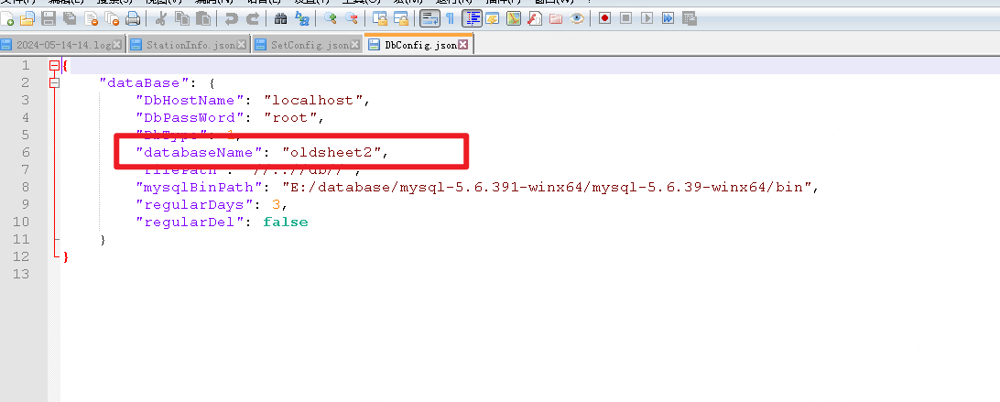 2024-05-14-14.log
StationInfo.json
SetConfig.json
DbConfig.json
1 {
2 "dataBase": {
3 "DbHostName": "localhost",
4 "DbPassWord": "root",
5 "DbType": 1,
6 "databaseName": "oldsheet2",
7 "filePath": "//..//db//",
8 "mysqlBinPath": "E:/database/mysql-5.6.391-winx64/mysql-5.6.39-winx64/bin",
9 "regularDays": 3,
10 "regularDel": false
11 }
12 }
13